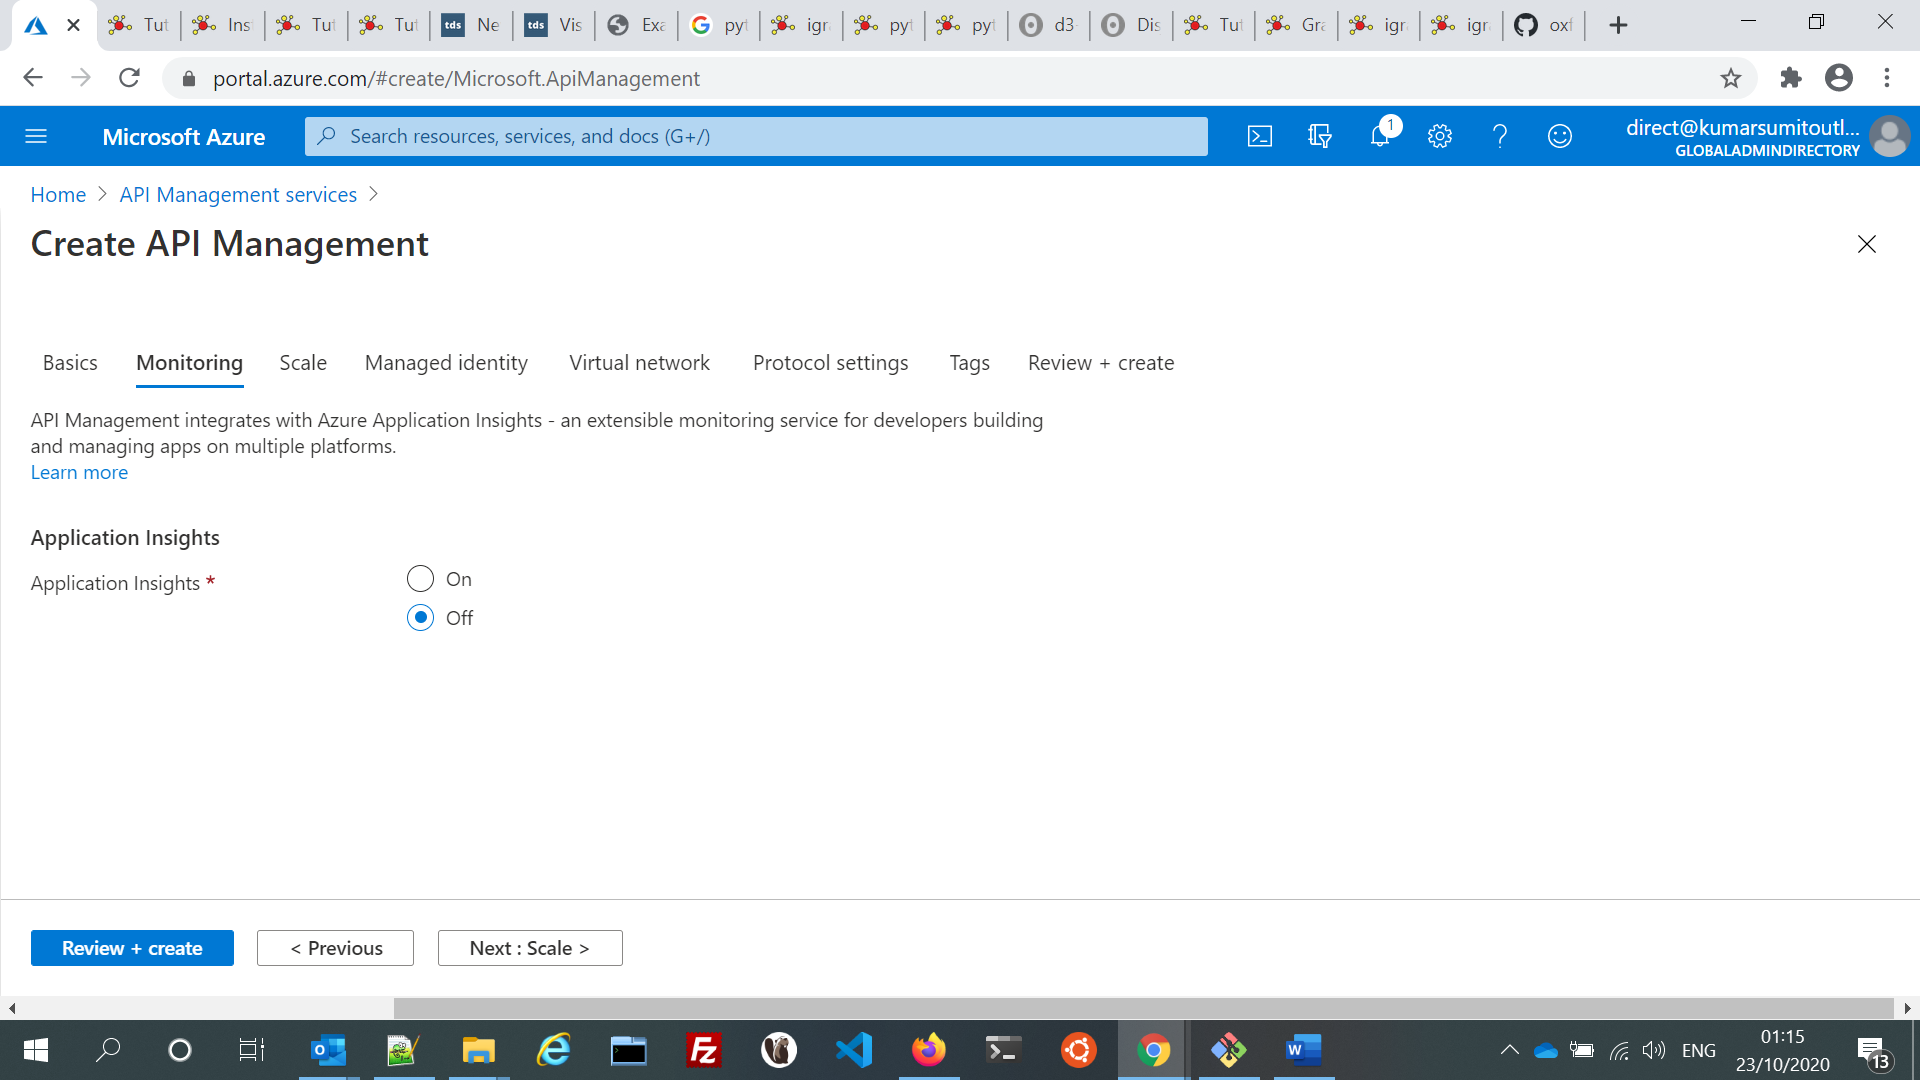 Tut
Ins
Tut
Tut
tds Ne
tds Vis
Exa
pyt
igr
pyt
pyt
d3
Dis
Tut
Gra
igr
igr
oxf
portal.azure.com/#create/Microsoft.ApiManagement
Microsoft Azure
Search resources, services, and docs (G+/)
1
direct@kumarsumitoutl...
GLOBALADMINDIRECTORY
Home > API Management services >
Create API Management
Basics Monitoring Scale Managed identity Virtual network Protocol settings Tags Review + create
API Management integrates with Azure Application Insights - an extensible monitoring service for developers building
and managing apps on multiple platforms.
Learn more
Application Insights
Application Insights *
On
Off
Review + create
< Previous
Next : Scale >
ENG
01:15
23/10/2020
13